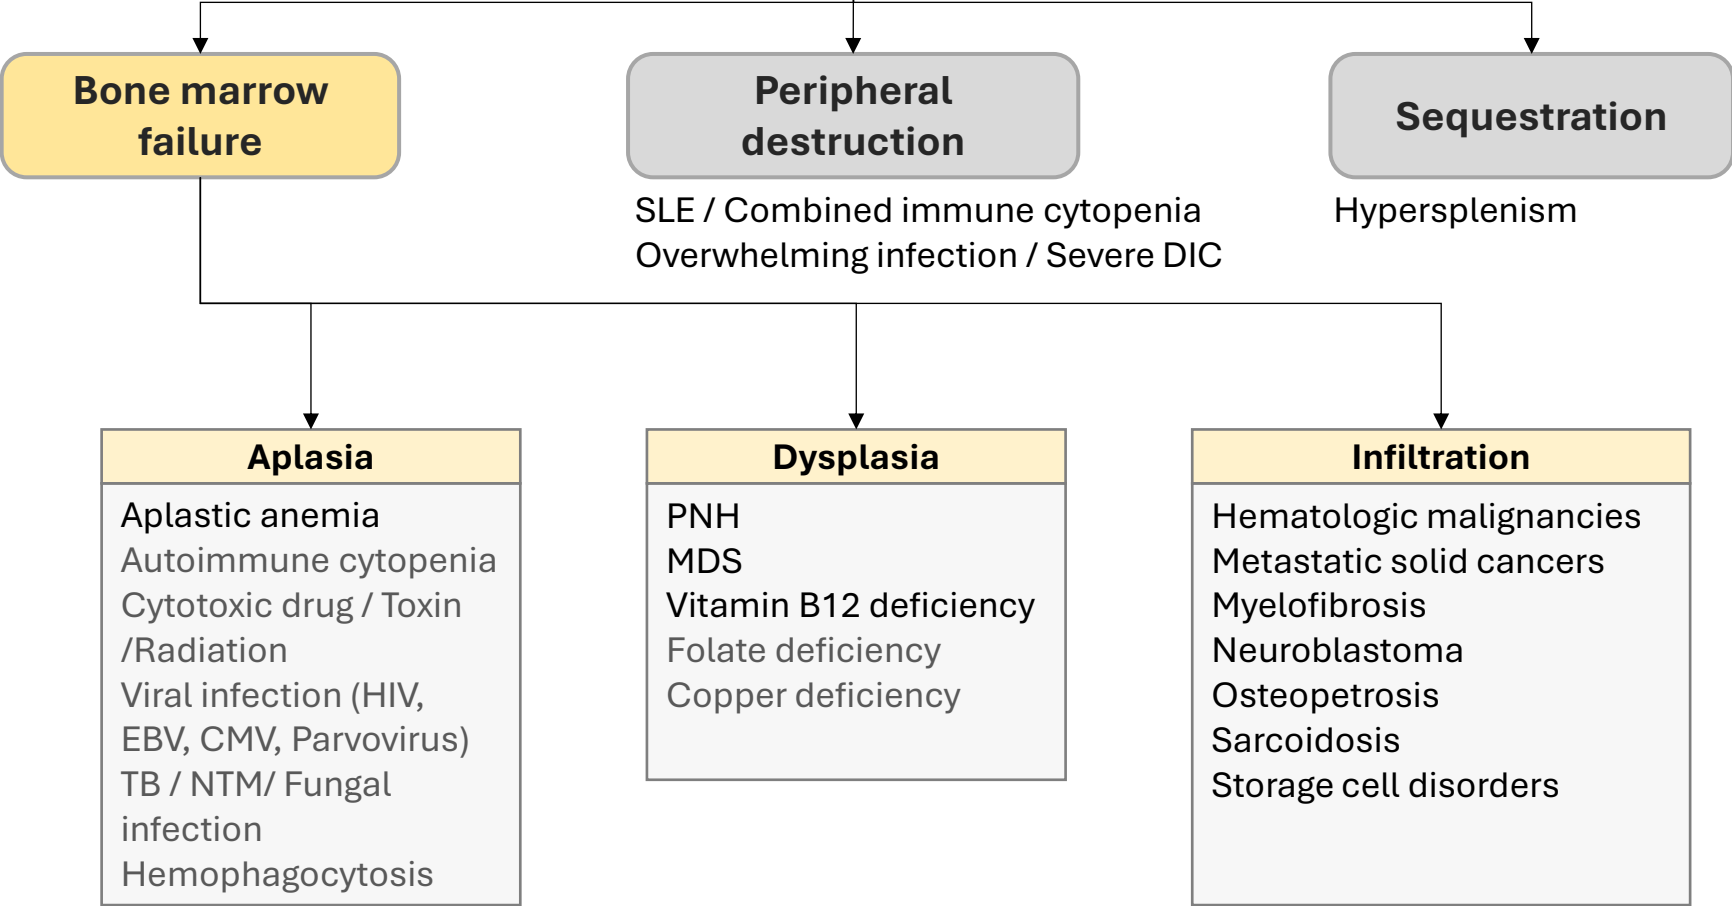 Bone marrow
failure
Peripheral
destruction
Sequestration
SLE / Combined immune cytopenia
Overwhelming infection / Severe DIC
Hypersplenism
Aplasia
Aplastic anemia
Autoimmune cytopenia
Cytotoxic drug / Toxin
/Radiation
Viral infection (HIV,
EBV, CMV, Parvovirus)
TB / NTM/ Fungal
infection
Hemophagocytosis
Dysplasia
PNH
MDS
Vitamin B12 deficiency
Folate deficiency
Copper deficiency
Infiltration
Hematologic malignancies
Metastatic solid cancers
Myelofibrosis
Neuroblastoma
Osteopetrosis
Sarcoidosis
Storage cell disorders